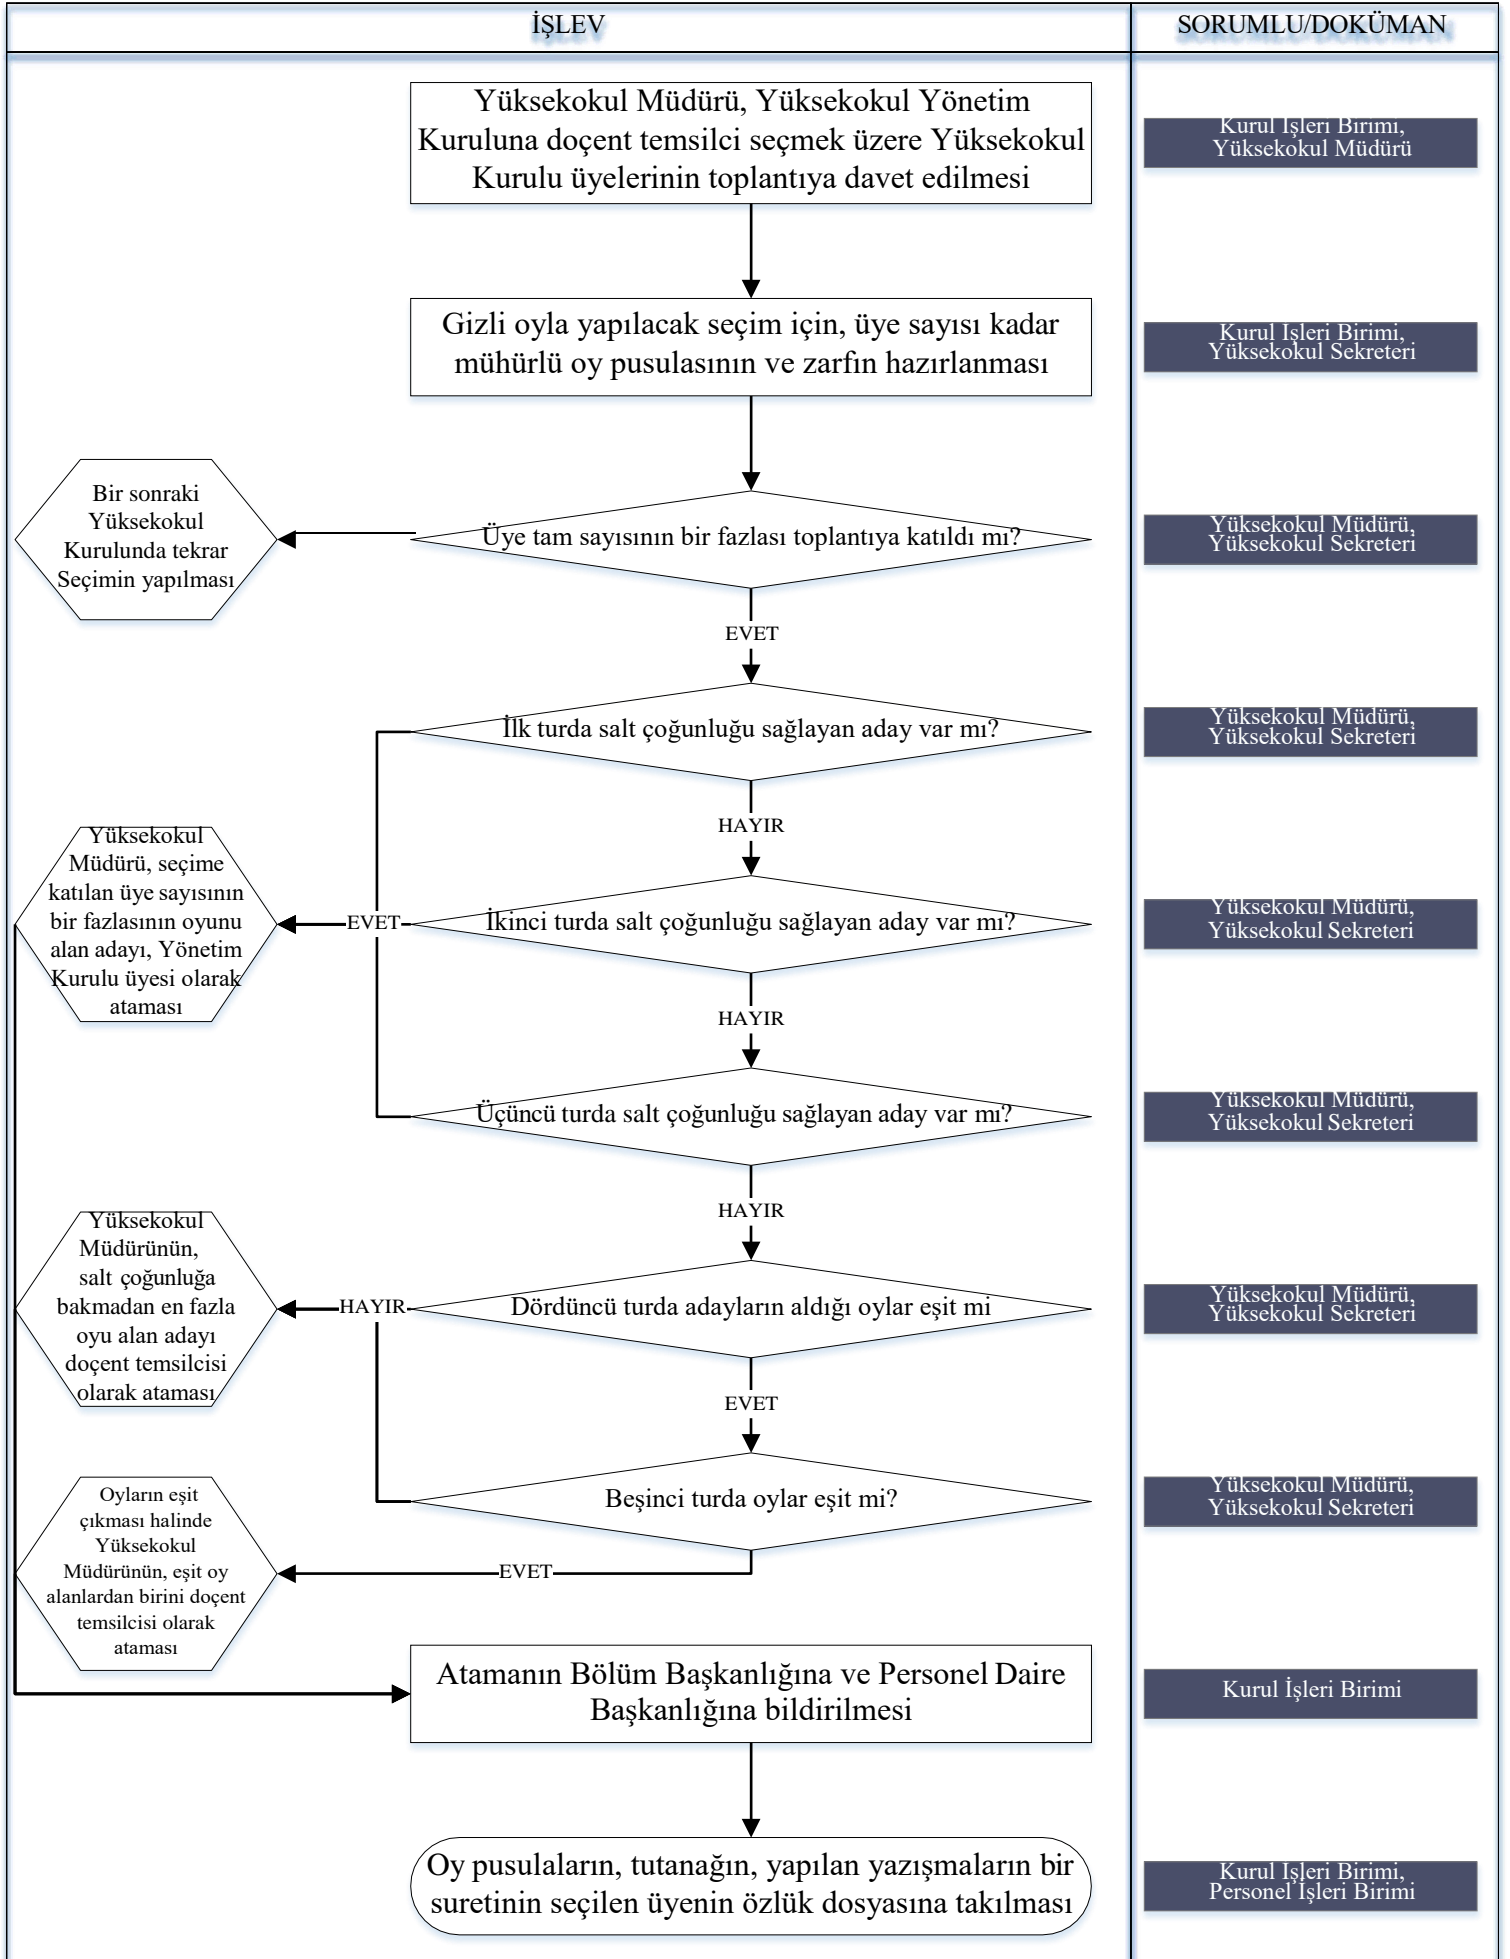 İŞLEV
SORUMLU/DOKÜMAN
Yüksekokul Müdürü, Yüksekokul Yönetim
Kuruluna doçent temsilci seçmek üzere Yüksekokul
Kurulu üyelerinin toplantıya davet edilmesi
Kurul İşleri Birimi,
Yüksekokul Müdürü
Gizli oyla yapılacak seçim için, üye sayısı kadar
mühürlü oy pusulasının ve zarfın hazırlanması
Kurul İşleri Birimi,
Yüksekokul Sekreteri
Bir sonraki
Yüksekokul
Kurulunda tekrar
Seçimin yapılması
Üye tam sayısının bir fazlası toplantıya katıldı mı?
Yüksekokul Müdürü,
Yüksekokul Sekreteri
EVET
İlk turda salt çoğunluğu sağlayan aday var mı?
Yüksekokul Müdürü,
Yüksekokul Sekreteri
HAYIR
Yüksekokul
Müdürü, seçime
katılan üye sayısının
bir fazlasının oyunu
alan adayı, Yönetim
Kurulu üyesi olarak
ataması
EVET
İkinci turda salt çoğunluğu sağlayan aday var mı?
Yüksekokul Müdürü,
Yüksekokul Sekreteri
HAYIR
Üçüncü turda salt çoğunluğu sağlayan aday var mı?
Yüksekokul Müdürü,
Yüksekokul Sekreteri
HAYIR
Yüksekokul
Müdürünün,
salt çoğunluğa
bakmadan en fazla
oyu alan adayı
doçent temsilcisi
olarak ataması
HAYIR
Dördüncü turda adayların aldığı oylar eşit mi
Yüksekokul Müdürü,
Yüksekokul Sekreteri
EVET
Beşinci turda oylar eşit mi?
Yüksekokul Müdürü,
Yüksekokul Sekreteri
Oyların eşit
çıkması halinde
Yüksekokul
Müdürünün, eşit oy
alanlardan birini doçent
temsilcisi olarak
ataması
EVET
Atamanın Bölüm Başkanlığına ve Personel Daire
Başkanlığına bildirilmesi
Kurul İşleri Birimi
Oy pusulaların, tutanağın, yapılan yazışmaların bir
suretinin seçilen üyenin özlük dosyasına takılması
Kurul İşleri Birimi,
Personel İşleri Birimi